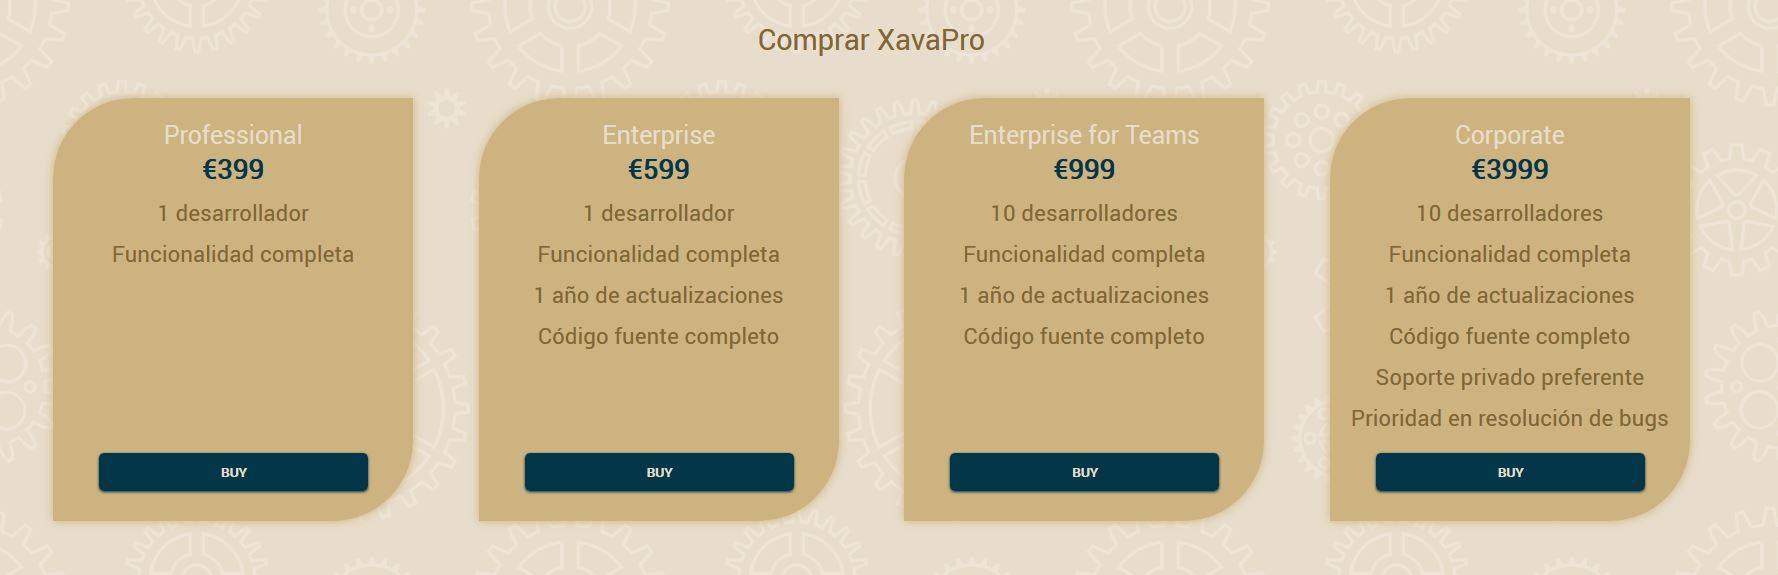 Comprar XavaPro
Professional
€399
1 desarrollador
Funcionalidad completa
BUY
Enterprise
€599
1 desarrollador
Funcionalidad completa
1 año de actualizaciones
Código fuente completo
BUY
Enterprise for Teams
€999
10 desarrolladores
Funcionalidad completa
1 año de actualizaciones
Código fuente completo
BUY
Corporate
€3999
10 desarrolladores
Funcionalidad completa
1 año de actualizaciones
Código fuente completo
Soporte privado preferente
Prioridad en resolución de bugs
BUY